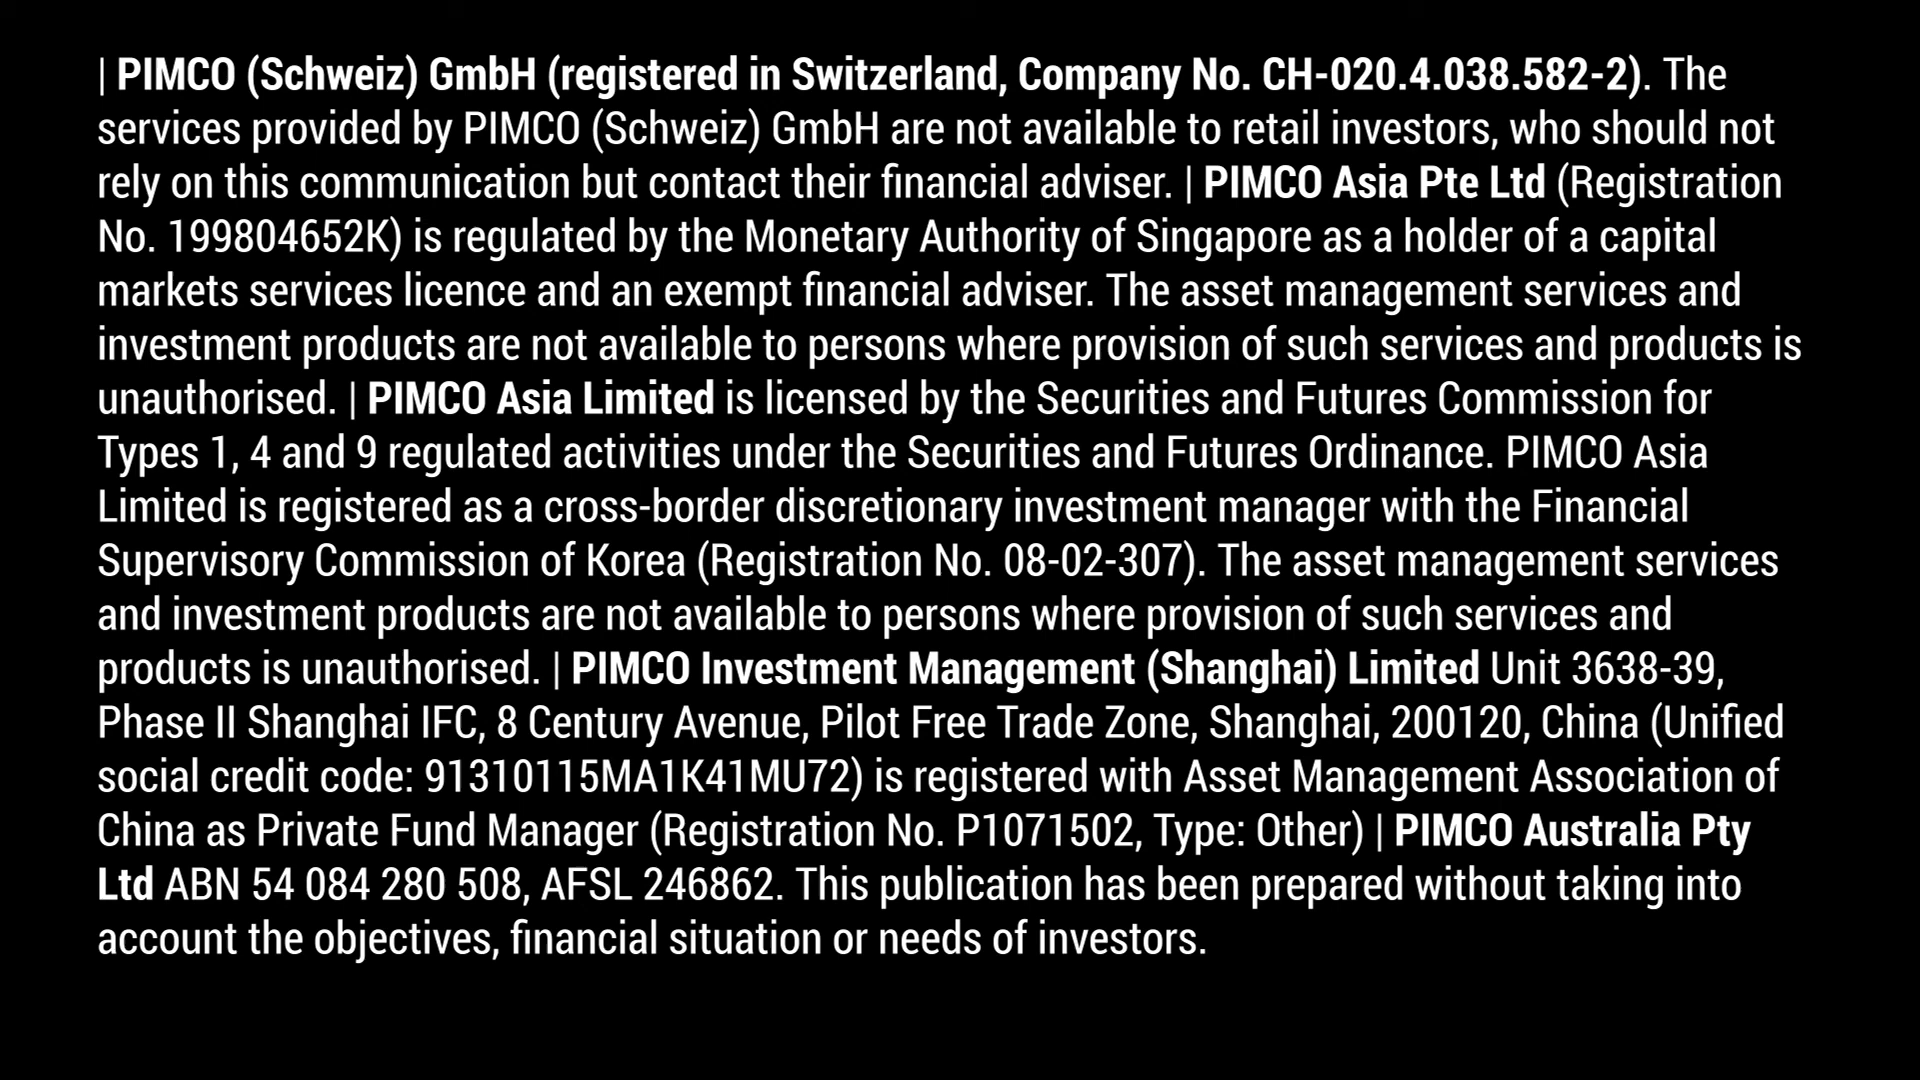 | PIMCO (Schweiz) GmbH (registered in Switzerland, Company No. CH-020.4.038.582-2). The
services provided by PIMCO (Schweiz) GmbH are not available to retail investors, who should not
rely on this communication but contact their financial adviser. | PIMCO Asia Pte Ltd (Registration
No. 199804652K) is regulated by the Monetary Authority of Singapore as a holder of a capital
markets services licence and an exempt financial adviser. The asset management services and
investment products are not available to persons where provision of such services and products is
unauthorised. | PIMCO Asia Limited is licensed by the Securities and Futures Commission for
Types 1, 4 and 9 regulated activities under the Securities and Futures Ordinance. PIMCO Asia
Limited is registered as a cross-border discretionary investment manager with the Financial
Supervisory Commission of Korea (Registration No. 08-02-307). The asset management services
and investment products are not available to persons where provision of such services and
products is unauthorised. | PIMCO Investment Management (Shanghai) Limited Unit 3638-39,
Phase II Shanghai IFC, 8 Century Avenue, Pilot Free Trade Zone, Shanghai, 200120, China (Unified
social credit code: 91310115MA1K41MU72) is registered with Asset Management Association of
China as Private Fund Manager (Registration No. P1071502, Type: Other) | PIMCO Australia Pty
Ltd ABN 54 084 280 508, AFSL 246862. This publication has been prepared without taking into
account the objectives, financial situation or needs of investors.